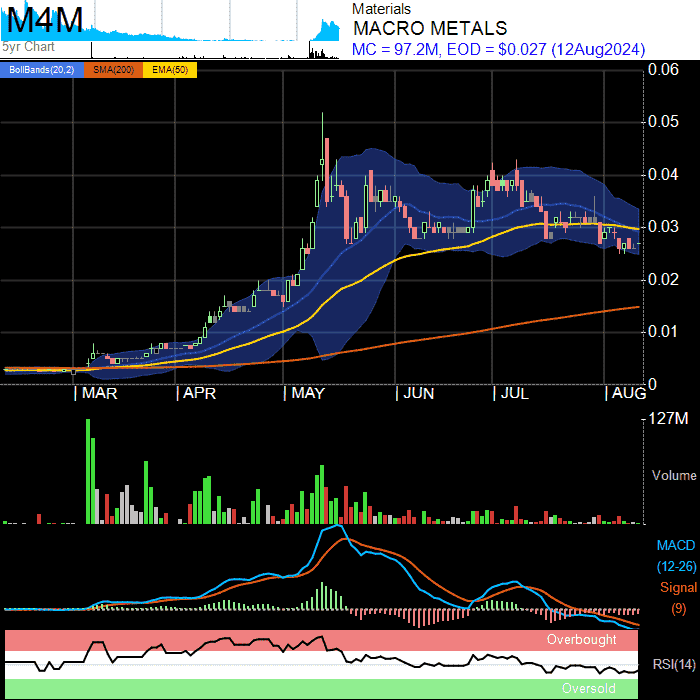 M4M
5yr Chart
Materials
MACRO METALS
MC = 97.2M, EOD = $0.027 (12Aug2024)
BollBands(20,2) SMA(200) EMA(50)
0.06
0.05
0.04
0.03
0.02
0.01
0
MAR APR MAY JUN JUL AUG
127M
Volume
MACD
(12-26)
Signal
(9)
Overbought
RSI(14)
Oversold